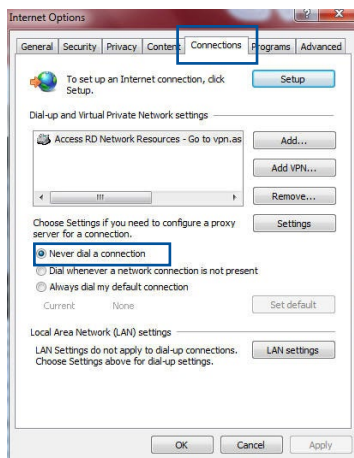 Internet Options
General Security Privacy Content Connections Programs Advanced
To set up an Internet connection, click Setup.
Setup
Dial-up and Virtual Private Network settings
Access RD Network Resources - Go to vpn.as
Add...
Add VPN...
Remove...
Choose Settings if you need to configure a proxy
server for a connection.
Settings
Never dial a connection
Dial whenever a network connection is not present
Always dial my default connection
Current None
Set default
Local Area Network (LAN) settings
LAN Settings do not apply to dial-up connections.
Choose Settings above for dial-up settings.
LAN settings
OK Cancel Apply